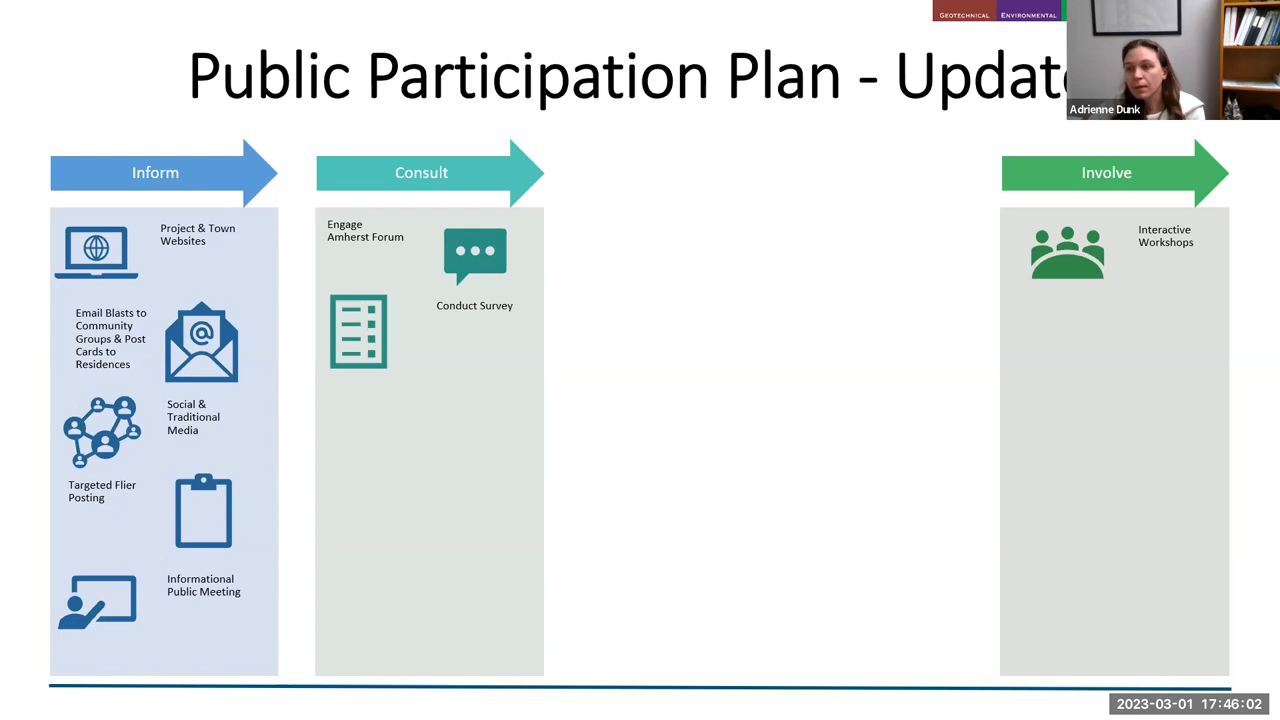 GEOTECHNICAL
ENVIRONMENTAL
Public Participation Plan - Update
Adrienne Dunk
Inform
Consult
Involve
Project & Town
Websites
Email Blasts to
Community
Groups & Post
Cards to
Residences
Social &
Traditional
Media
Targeted Flier
Posting
Informational
Public Meeting
Engage
Amherst Forum
Conduct Survey
Interactive
Workshops
2023-03-01 17:46:02